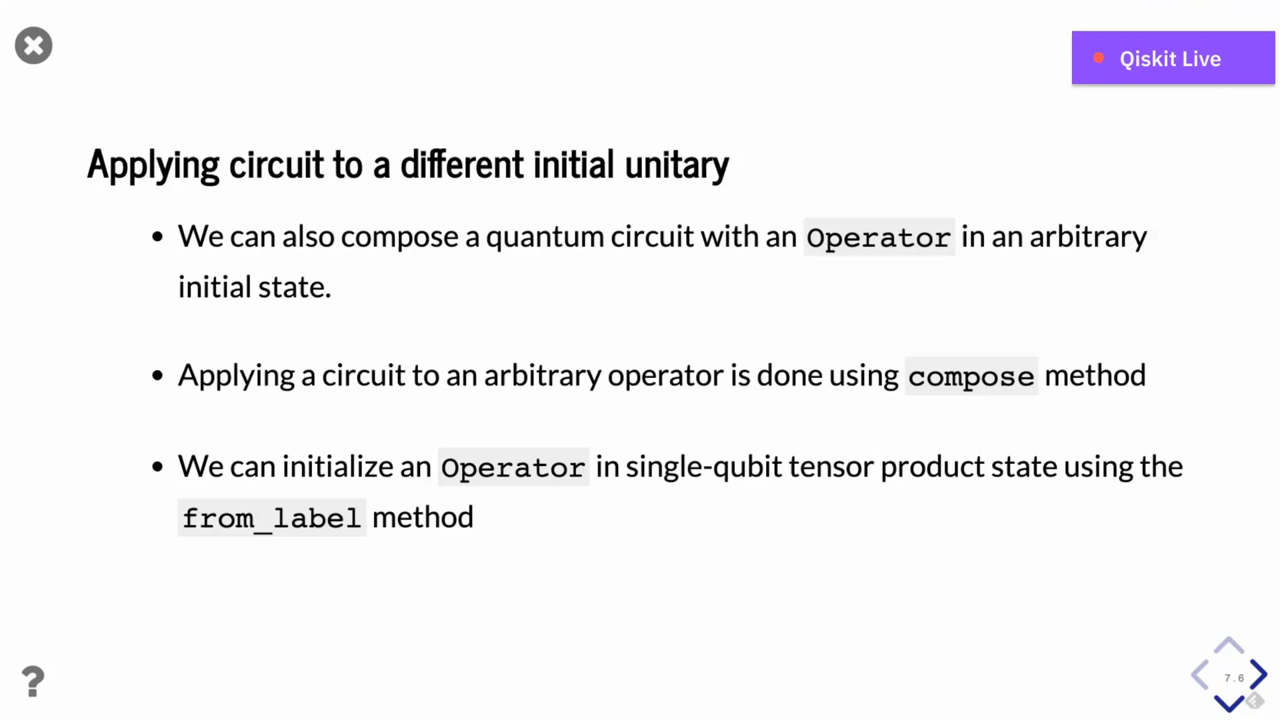 Qiskit Live
Applying circuit to a different initial unitary
• We can also compose a quantum circuit with an Operator in an arbitrary
initial state.
• Applying a circuit to an arbitrary operator is done using compose method
• We can initialize an Operator in single-qubit tensor product state using the
from_label method
?
7.6